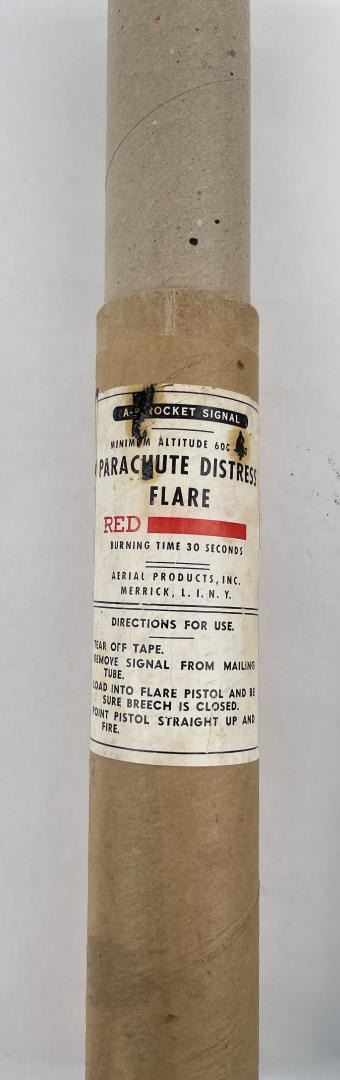 ROCKET SIGNAL
ALTITUDE
PARACHUTE DISTRESS
FLARE
RED
BURNING TIME 30 SECONDS
AERIAL PRODUCTS, INC.
MERRICK, L. I. N. Y.
DIRECTIONS FOR USE.
TEAR OFF TAPE.
REMOVE SIGNAL FROM MAILING
TUBE.
LOAD INTO FLARE PISTOL AND BE
SURE BREECH IS CLOSED.
POINT PISTOL STRAIGHT UP AND
FIRE.